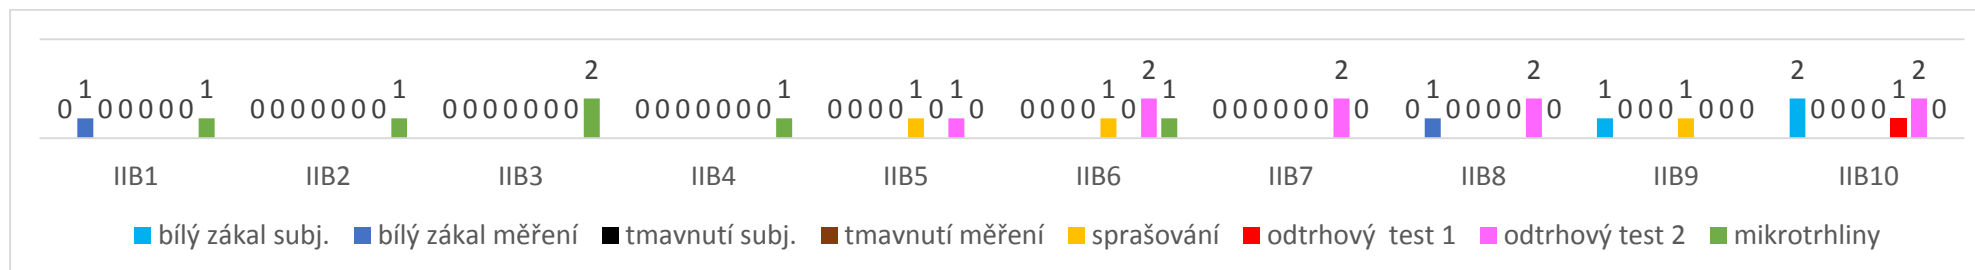 0 1 0 0 0 0 0 1 0 0 0 0 0 0 0 1 0 0 0 0 0 0 0 2 0 0 0 0 0 0 0 1 0 0 0 0 1 0 1 0 0 0 0 0 1 0 2 1 0 0 0 0 0 0 2 0 0 1 0 0 0 0 2 0 1 0 0 0 1 0 0 0 2 0 0 0 0 1 2 0
IIB1 IIB2 IIB3 IIB4 IIB5 IIB6 IIB7 IIB8 IIB9 IIB10
bílý zákal subj. bílý zákal měření tmavnutí subj. tmavnutí měření sprašování odtrhový test 1 odtrhový test 2 mikrotrhliny